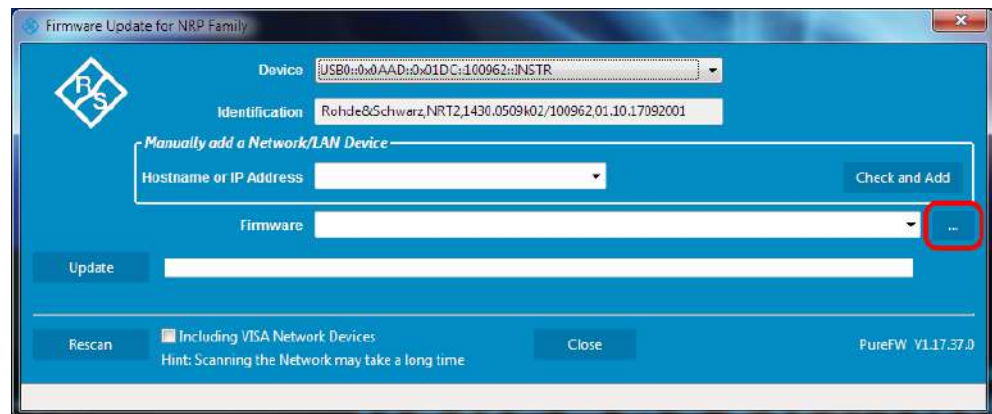 Firmware Update for NRP Family
R&S
Device USB0::0x0AAD::0x01DC::100962::INSTR
Identification Rohde&Schwarz,NRT2,1430.0509k02/100962,01.10.17092001
Manually add a Network/LAN Device
Hostname or IP Address Check and Add
Firmware ...
Update
Rescan Including VISA Network Devices Close PureFW V1.17.37.0
Hint: Scanning the Network may take a long time